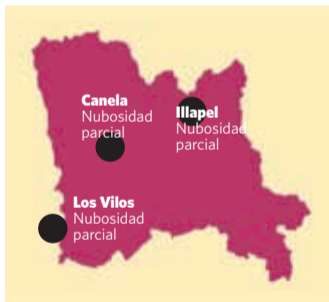 Canela
Nubosidad
parcial
Illapel
Nubosidad
parcial
Los Vilos
Nubosidad
parcial